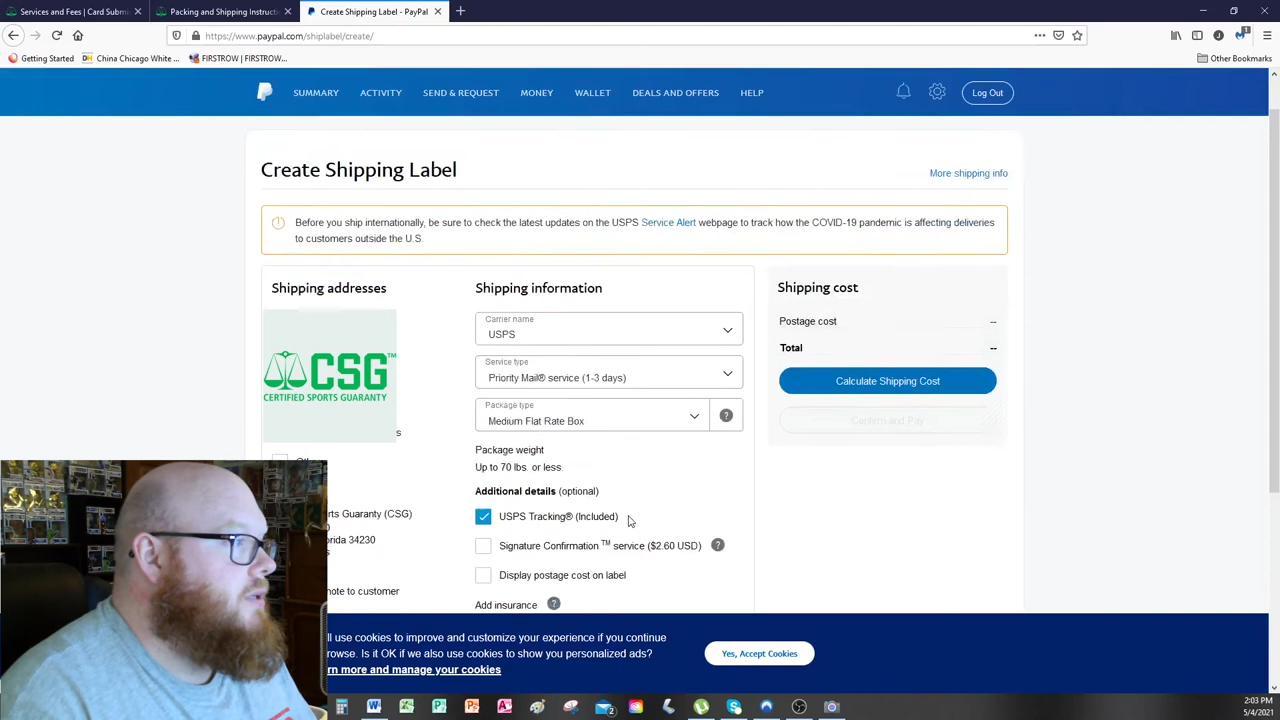 Services and Fees | Card Subm
Packing and Shipping Instruct
Create Shipping Label - PayPal
https://www.paypal.com/shiplabel/create/
Getting Started
China Chicago White ...
FIRSTROW | FIRSTROW...
Other Bookmarks
SUMMARY
ACTIVITY
SEND & REQUEST
MONEY
WALLET
DEALS AND OFFERS
HELP
Log Out
Create Shipping Label
More shipping info
Before you ship internationally, be sure to check the latest updates on the USPS Service Alert webpage to track how the COVID-19 pandemic is affecting deliveries
to customers outside the U.S.
Shipping addresses
CSG™
CERTIFIED SPORTS GUARANTY
s
rts Guaranty (CSG)
orida 34230
s
note to customer
Shipping information
Carrier name
USPS
Service type
Priority Mail® service (1-3 days)
Package type
Medium Flat Rate Box
?
Package weight
Up to 70 lbs. or less.
Additional details (optional)
USPS Tracking® (Included)
Signature Confirmation™ service ($2.60 USD) ?
Display postage cost on label
Add insurance ?
Shipping cost
Postage cost --
Total --
Calculate Shipping Cost
Confirm and Pay
ll use cookies to improve and customize your experience if you continue
rowse. Is it OK if we also use cookies to show you personalized ads?
rn more and manage your cookies
Yes, Accept Cookies
2:03 PM
5/4/2021